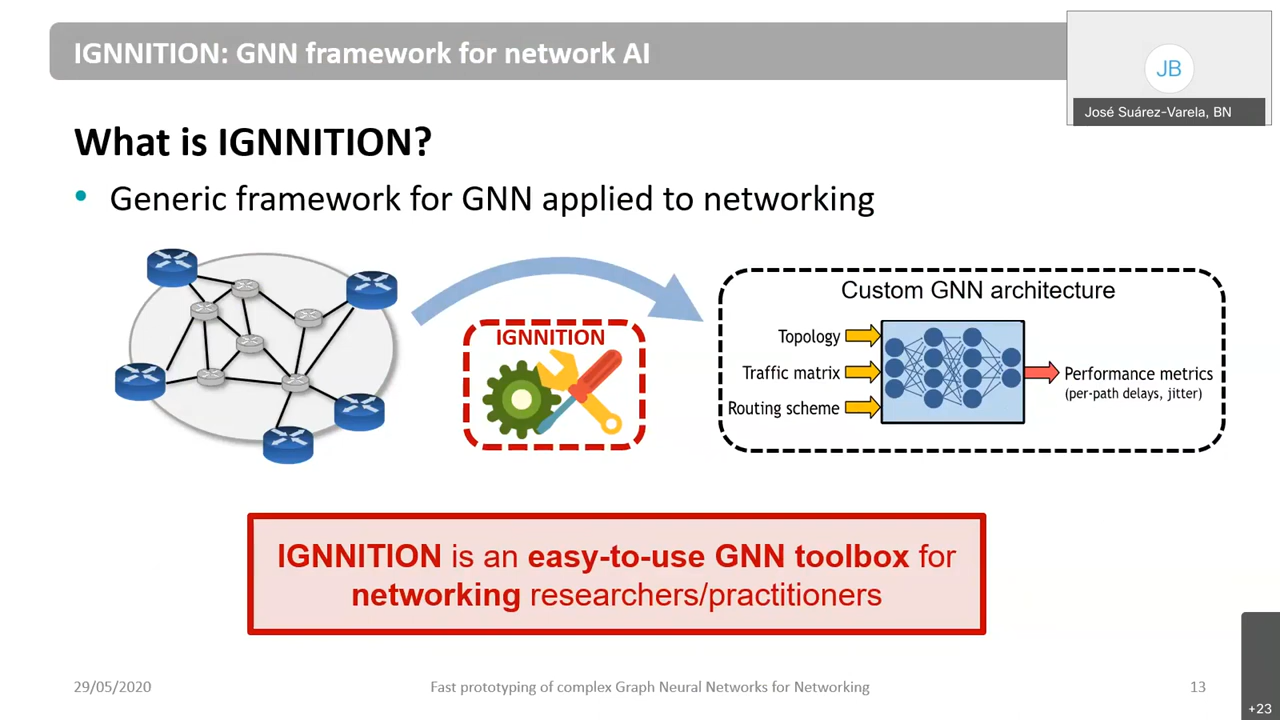 IGNNITION: GNN framework for network AI
JB
José Suárez-Varela, BN
What is IGNNITION?
• Generic framework for GNN applied to networking
IGNNITION
Custom GNN architecture
Topology
Traffic matrix
Routing scheme
Performance metrics
(per-path delays, jitter)
IGNNITION is an easy-to-use GNN toolbox for
networking researchers/practitioners
29/05/2020
Fast prototyping of complex Graph Neural Networks for Networking
13
+23